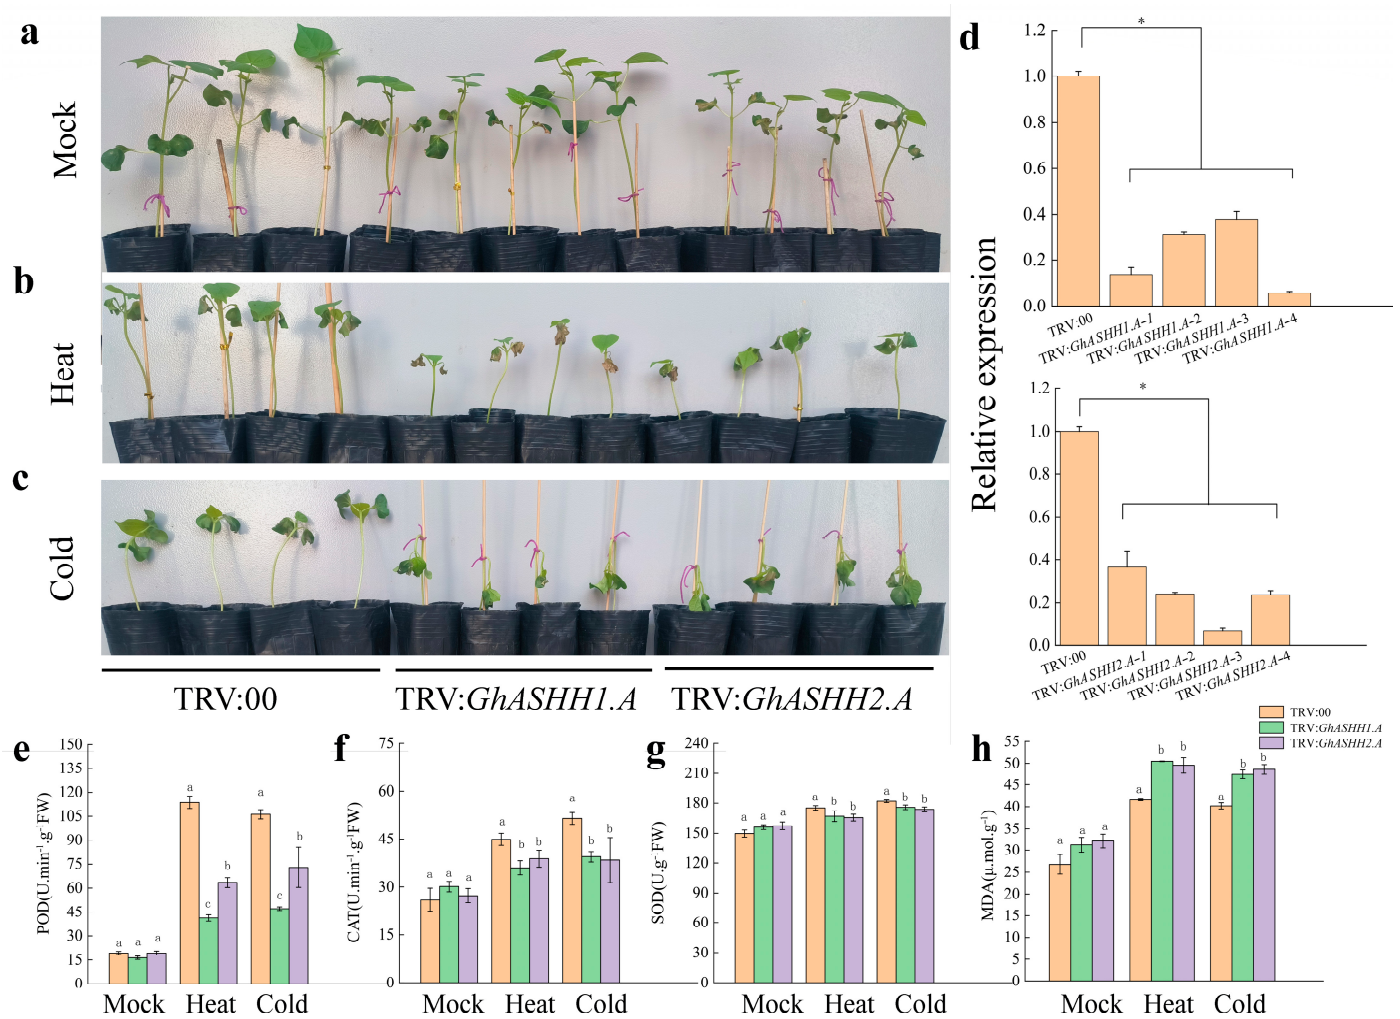 a
Mock
b
Heat
c
Cold
TRV:00
TRV:GhASHH1.A
TRV:GhASHH2.A
d
Relative expression
1.2
1.0
0.8
0.6
0.4
0.2
0.0
*
TRV:00
TRV:GhASHH1.A-1
TRV:GhASHH1.A-2
TRV:GhASHH1.A-3
TRV:GhASHH1.A-4
1.2
1.0
0.8
0.6
0.4
0.2
0.0
*
TRV:00
TRV:GhASHH2.A-1
TRV:GhASHH2.A-2
TRV:GhASHH2.A-3
TRV:GhASHH2.A-4
TRV:00
TRV:GhASHH1.A
TRV:GhASHH2.A
e
POD(U.min⁻¹.g⁻¹FW)
150
135
120
105
90
75
60
45
30
15
0
a a a
a c b
a c b
Mock Heat Cold
f
CAT(U.min⁻¹.g⁻¹FW)
75
60
45
30
15
0
a a a
a b b
a b b
Mock Heat Cold
g
SOD(U.g⁻FW)
240
210
180
150
120
90
60
30
0
a a a
a b b
a b b
Mock Heat Cold
h
MDA(μ.mol.g⁻¹)
55
50
45
40
35
30
25
20
15
10
5
0
a a a
a b b
a b b
Mock Heat Cold